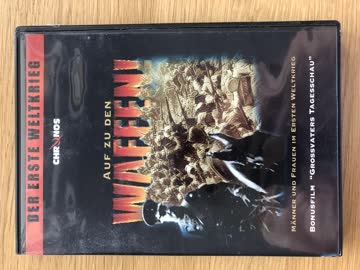 DER ERSTE WELTKRIEG
CHRONOS
AUF ZU DEN
WAFFEN!
MÄNNER UND FRAUEN IM ERSTEN WELTKRIEG
BONUSFILM "GROSSVATERS TAGESSCHAU"